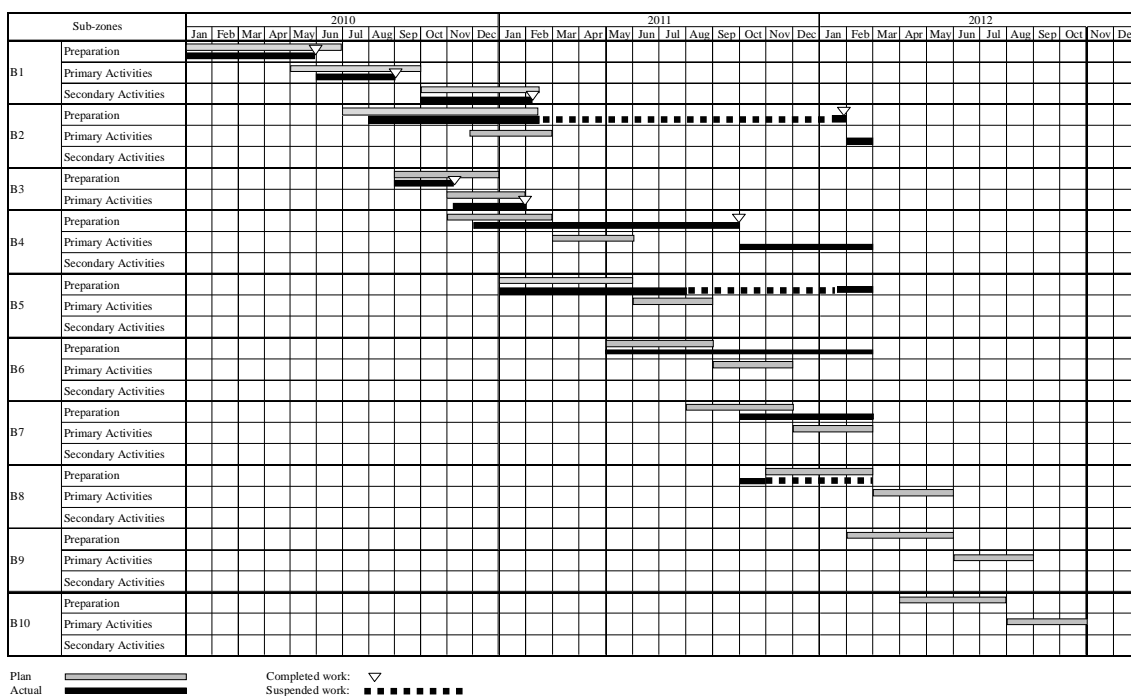 Sub-zones 2010 2011 2012
Jan Feb Mar Apr May Jun Jul Aug Sep Oct Nov Dec Jan Feb Mar Apr May Jun Jul Aug Sep Oct Nov Dec Jan Feb Mar Apr May Jun Jul Aug Sep Oct Nov De
Preparation
B1 Primary Activities
Secondary Activities
Preparation
B2 Primary Activities
Secondary Activities
Preparation
B3 Primary Activities
Preparation
B4 Primary Activities
Secondary Activities
Preparation
B5 Primary Activities
Secondary Activities
Preparation
B6 Primary Activities
Secondary Activities
Preparation
B7 Primary Activities
Secondary Activities
Preparation
B8 Primary Activities
Secondary Activities
Preparation
B9 Primary Activities
Secondary Activities
Preparation
B10 Primary Activities
Secondary Activities
Plan Completed work:
Actual Suspended work: